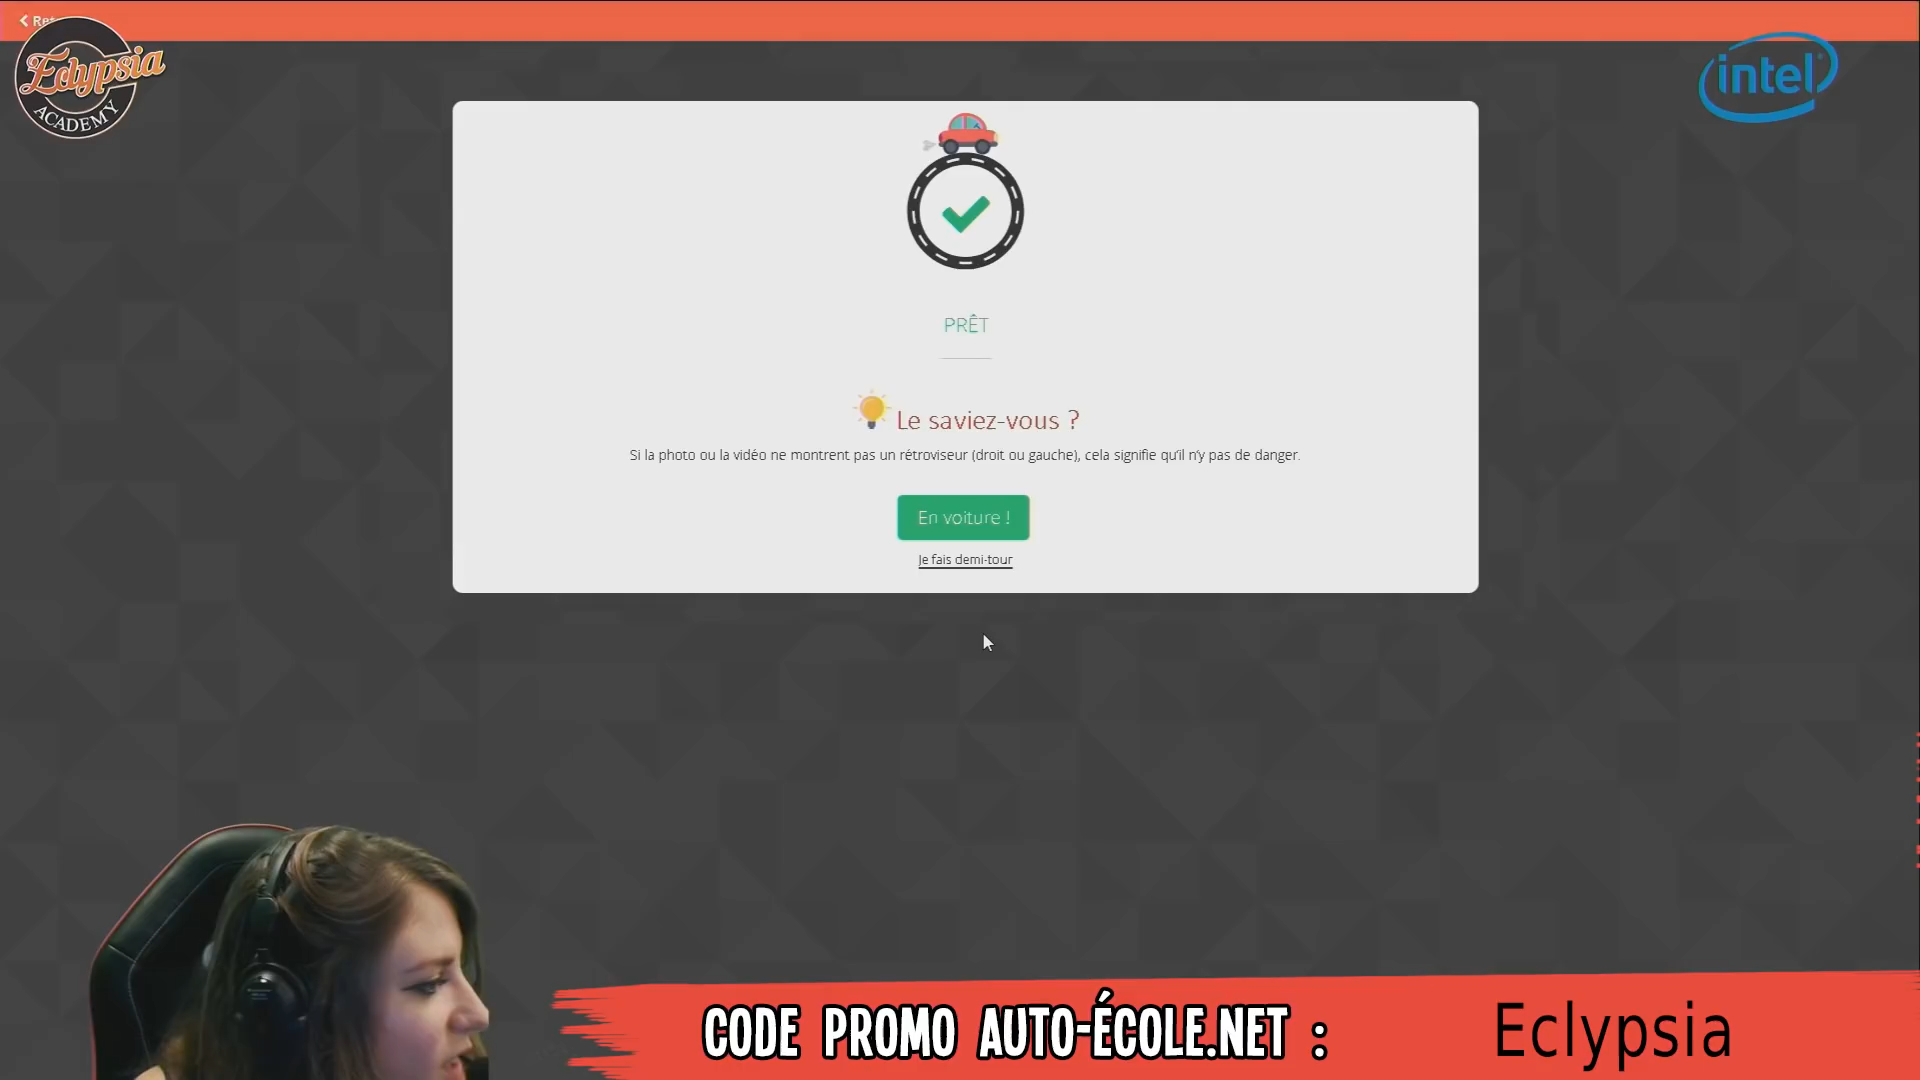 Eclypsia
ACADEMY
intel
PRÊT
Le saviez-vous ?
Si la photo ou la vidéo ne montrent pas un rétroviseur (droit ou gauche), cela signifie qu'il n'y pas de danger.
En voiture !
Je fais demi-tour
CODE PROMO AUTO-ÉCOLE.NET :
Eclypsia